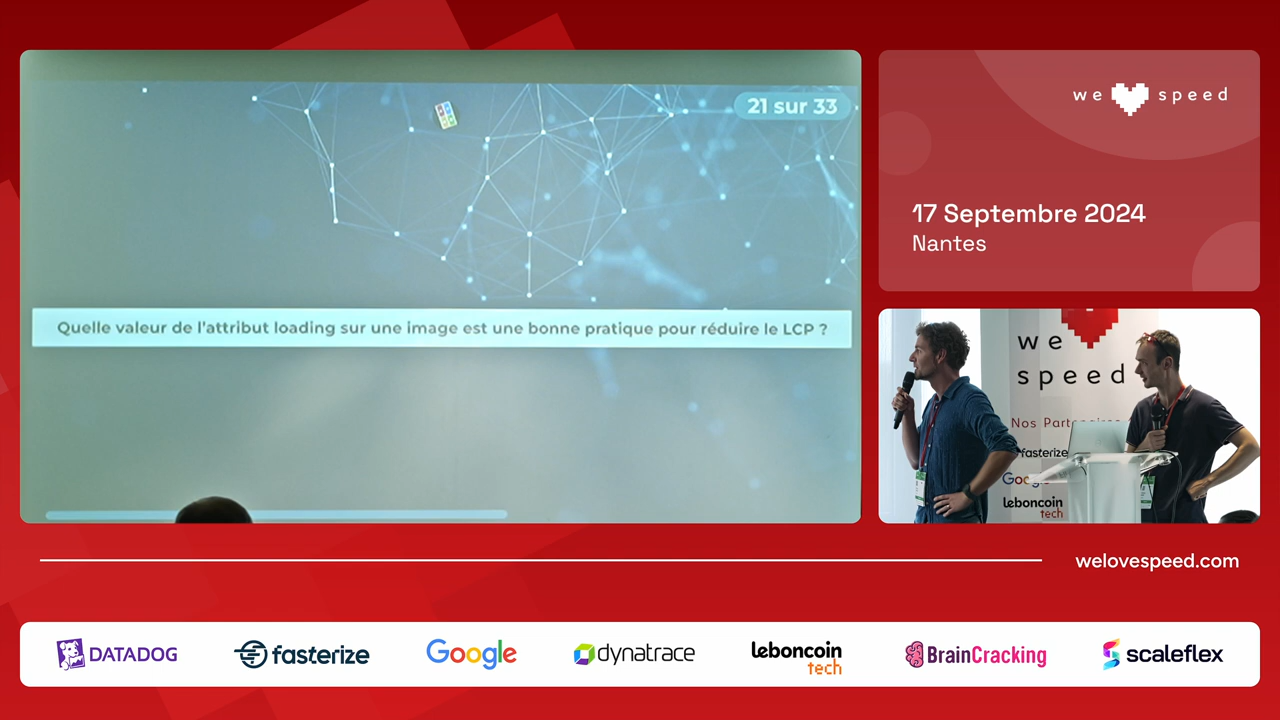 21 sur 33
Quelle valeur de l'attribut loading sur une image est une bonne pratique pour réduire le LCP ?
we speed
17 Septembre 2024
Nantes
we
speed
Nos Partenaires
fasterize
Google
leboncoin
tech
welovespeed.com
DATADOG
fasterize
Google
dynatrace
leboncoin
tech
BrainCracking
scaleflex